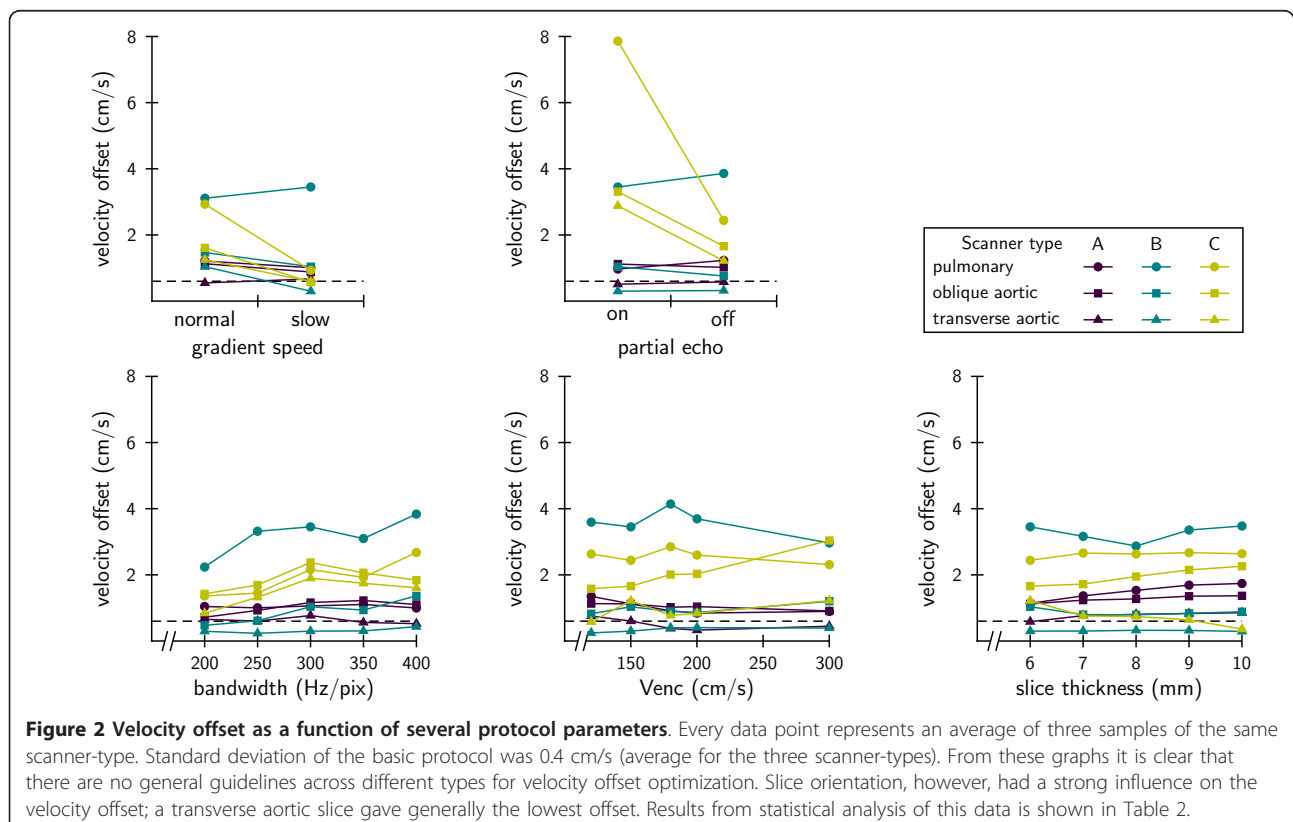 8
6
4
2
velocity offset (cm/s)
normal slow
gradient speed
8
6
4
2
velocity offset (cm/s)
on off
partial echo
Scanner type A B C
pulmonary
oblique aortic
transverse aortic
8
6
4
2
velocity offset (cm/s)
200 250 300 350 400
bandwidth (Hz/pix)
8
6
4
2
velocity offset (cm/s)
150 200 250 300
Venc (cm/s)
8
6
4
2
velocity offset (cm/s)
6 7 8 9 10
slice thickness (mm)
Figure 2 Velocity offset as a function of several protocol parameters. Every data point represents an average of three samples of the same
scanner-type. Standard deviation of the basic protocol was 0.4 cm/s (average for the three scanner-types). From these graphs it is clear that
there are no general guidelines across different types for velocity offset optimization. Slice orientation, however, had a strong influence on the
velocity offset; a transverse aortic slice gave generally the lowest offset. Results from statistical analysis of this data is shown in Table 2.